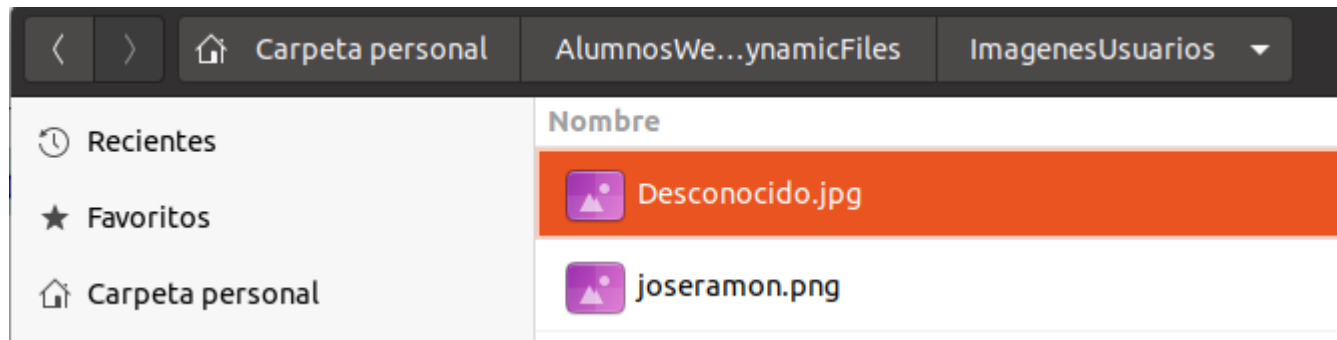 Carpeta personal AlumnosWe...ynamicFiles ImagenesUsuarios
Recientes
Favoritos
Carpeta personal
Nombre
Desconocido.jpg
joseramon.png